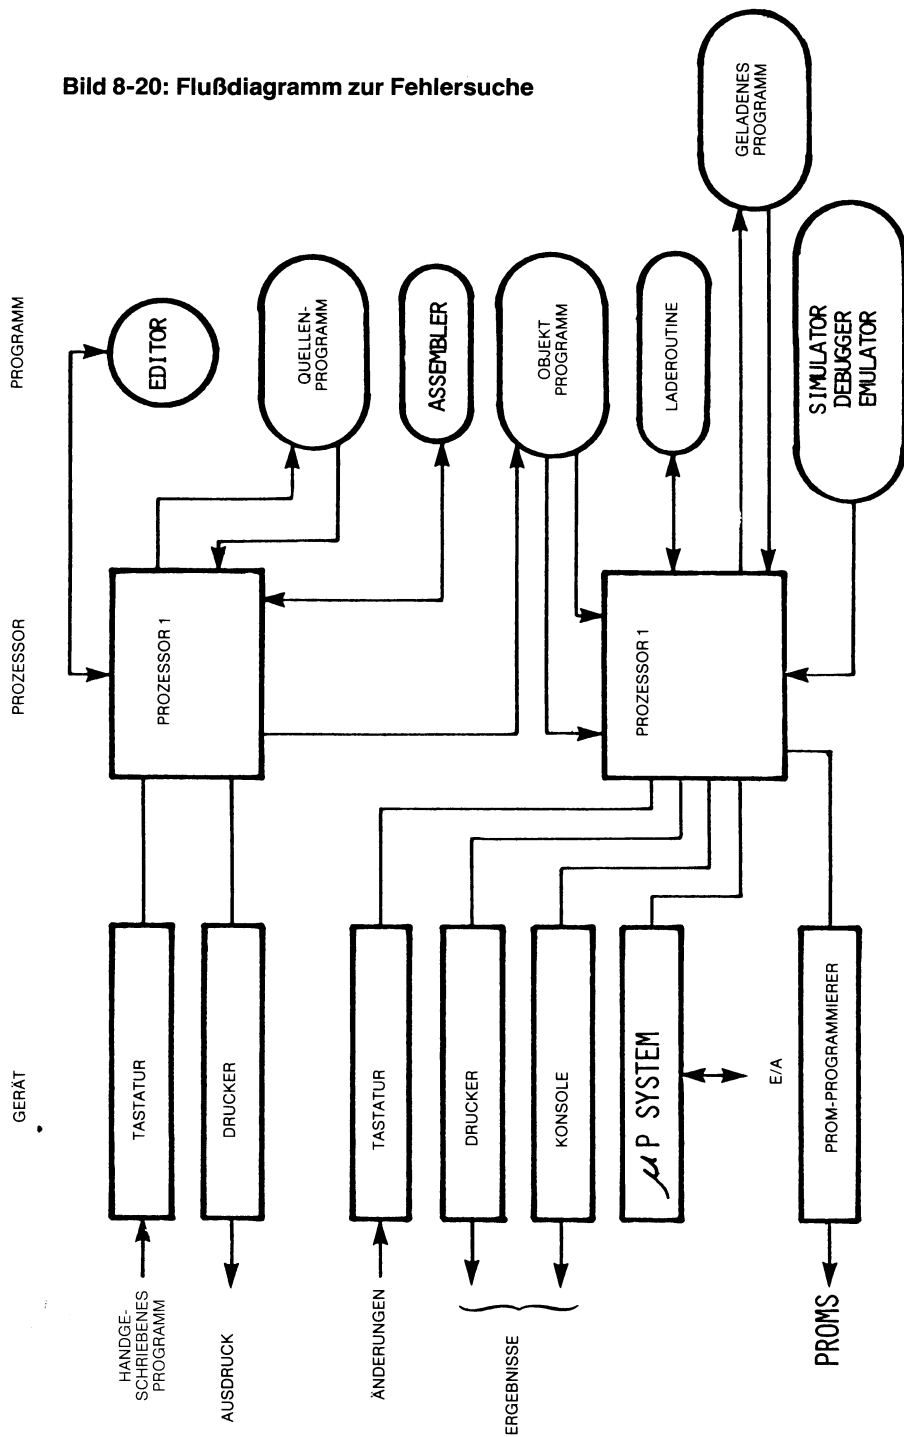 Bild 8-20: Flußdiagramm zur Fehlersuche
GERÄT
PROZESSOR
PROGRAMM
HANDGE-
SCHRIEBENES
PROGRAMM
TASTATUR
PROZESSOR 1
EDITOR
AUSDRUCK
DRUCKER
QUELLEN-
PROGRAMM
ASSEMBLER
ÄNDERUNGEN
TASTATUR
OBJEKT
PROGRAMM
ERGEBNISSE
DRUCKER
KONSOLE
PROZESSOR 1
LADEROUTINE
µP SYSTEM
GELADENES
PROGRAMM
E/A
PROMS
PROM-PROGRAMMIERER
SIMULATOR
DEBUGGER
EMULATOR